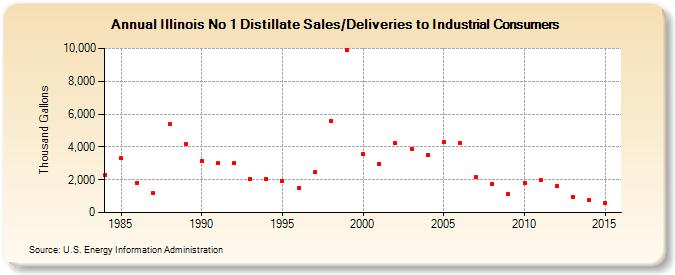 Annual Illinois No 1 Distillate Sales/Deliveries to Industrial Consumers
Thousand Gallons
10,000
8,000
6,000
4,000
2,000
0
1985 1990 1995 2000 2005 2010 2015
Source: U.S. Energy Information Administration